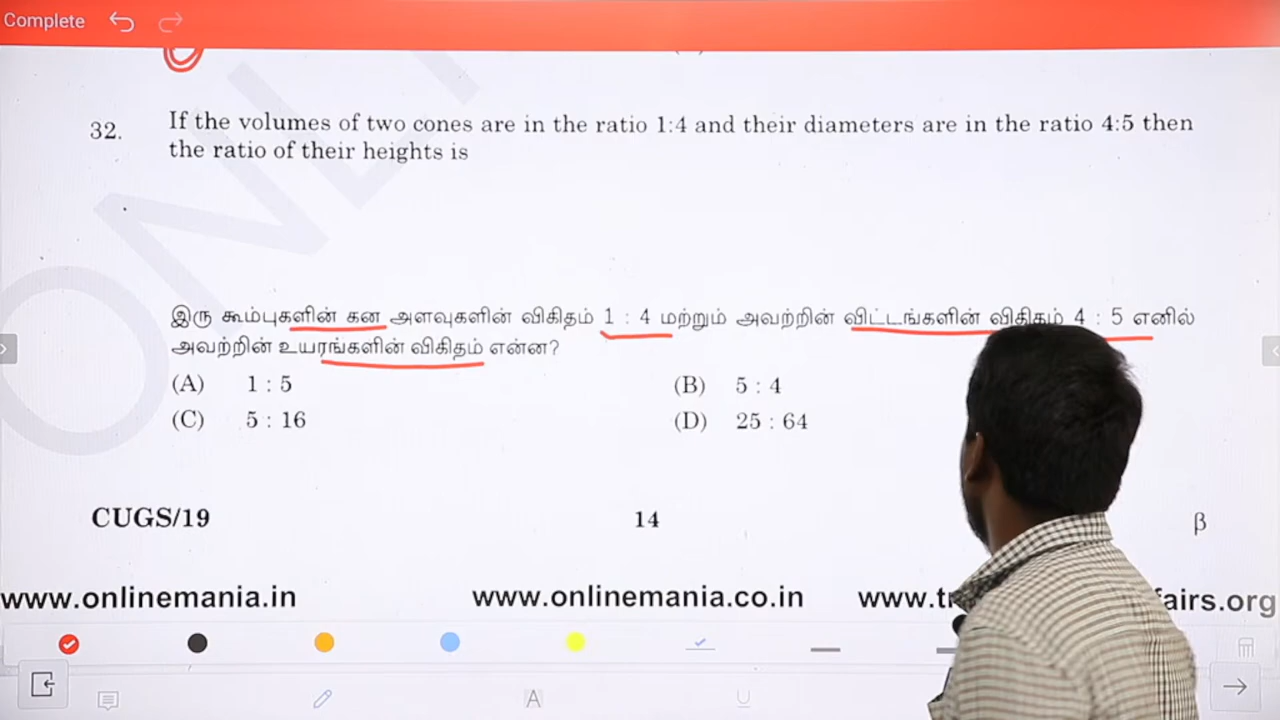 Complete
32. If the volumes of two cones are in the ratio 1:4 and their diameters are in the ratio 4:5 then
the ratio of their heights is
இரு கூம்புகளின் கன அளவுகளின் விகிதம் 1 : 4 மற்றும் அவற்றின் விட்டங்களின் விகிதம் 4 : 5 எனில்
அவற்றின் உயரங்களின் விகிதம் என்ன?
(A) 1 : 5 (B) 5 : 4
(C) 5 : 16 (D) 25 : 64
CUGS/19 14 β
www.onlinemania.in www.onlinemania.co.in
A U